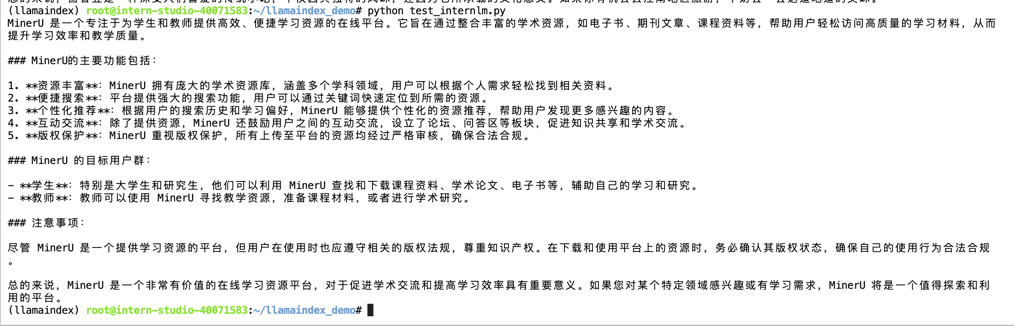 (llamaindex) root@intern-studio-40071583:~/llamaindex_demo# python test_internlm.py
MinerU 是一个专注于为学生和教师提供高效、便捷学习资源的在线平台。它旨在通过整合丰富的学术资源，如电子书、期刊文章、课程资料等，帮助用户轻松访问高质量的学习材料，从而
提升学习效率和教学质量。
### MinerU的主要功能包括：
1. **资源丰富**：MinerU 拥有庞大的学术资源库，涵盖多个学科领域，用户可以根据个人需求轻松找到相关资料。
2. **便捷搜索**：平台提供强大的搜索功能，用户可以通过关键词快速定位到所需的资源。
3. **个性化推荐**：根据用户的搜索历史和学习偏好，MinerU 能够提供个性化的资源推荐，帮助用户发现更多感兴趣的内容。
4. **互动交流**：除了提供资源，MinerU 还鼓励用户之间的互动交流，设立了论坛、问答区等板块，促进知识共享和学术交流。
5. **版权保护**：MinerU 重视版权保护，所有上传至平台的资源均经过严格审核，确保合法合规。
### MinerU 的目标用户群：
- **学生**：特别是大学生和研究生，他们可以利用 MinerU 查找和下载课程资料、学术论文、电子书等，辅助自己的学习和研究。
- **教师**：教师可以使用 MinerU 寻找教学资源，准备课程材料，或者进行学术研究。
### 注意事项：
尽管 MinerU 是一个提供学习资源的平台，但用户在使用时也应遵守相关的版权法规，尊重知识产权。在下载和使用平台上的资源时，务必确认其版权状态，确保自己的使用行为合法合规
。
总的来说，MinerU 是一个非常有价值的在线学习资源平台，对于促进学术交流和提高学习效率具有重要意义。如果您对某个特定领域感兴趣或有学习需求，MinerU 将是一个值得探索和利
用的平台。
(llamaindex) root@intern-studio-40071583:~/llamaindex_demo#